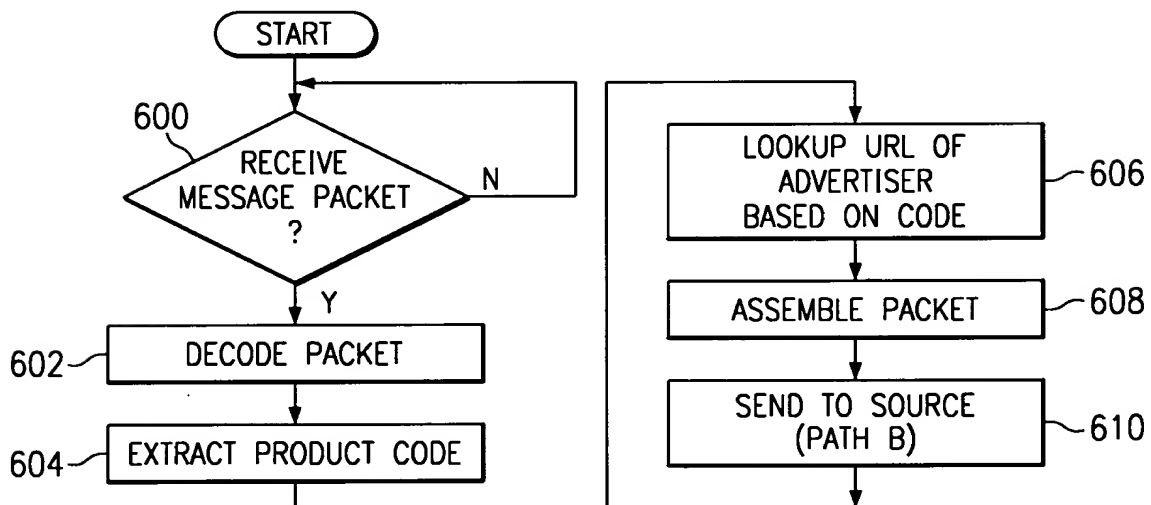 START
600
RECEIVE
MESSAGE PACKET
?
N
Y
602
DECODE PACKET
604
EXTRACT PRODUCT CODE
LOOKUP URL OF
ADVERTISER
BASED ON CODE
606
ASSEMBLE PACKET
608
SEND TO SOURCE
(PATH B)
610